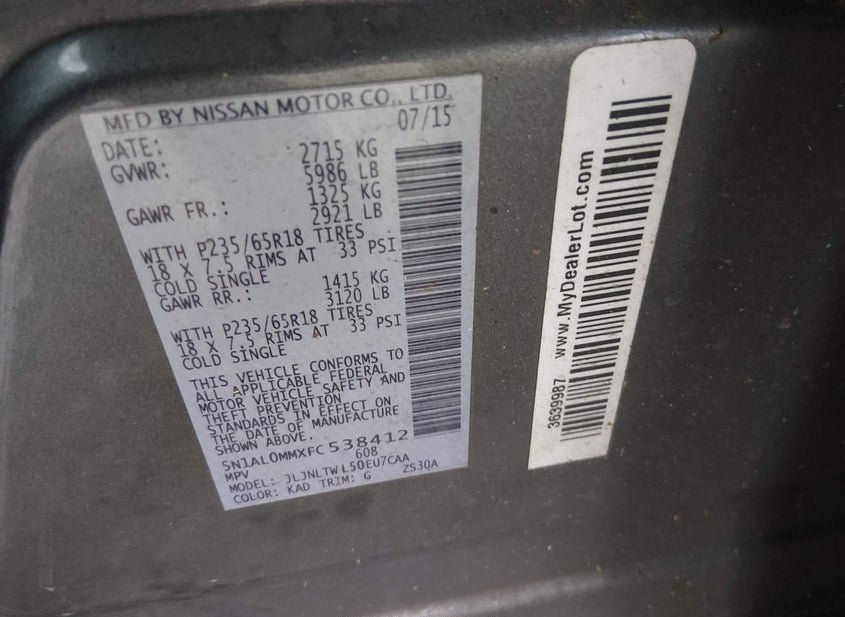 MFD BY NISSAN MOTOR CO., LTD.
DATE: 07/15
GVWR: 2715 KG
5986 LB
GAWR FR.: 1325 KG
2921 LB
WITH P235/65R18 TIRES
18 X 7.5 RIMS AT 33 PSI
COLD SINGLE
GAWR RR.: 1415 KG
3120 LB
WITH P235/65R18 TIRES
18 X 7.5 RIMS AT 33 PSI
COLD SINGLE
THIS VEHICLE CONFORMS TO
ALL APPLICABLE FEDERAL
MOTOR VEHICLE SAFETY AND
THEFT PREVENTION
STANDARDS IN EFFECT ON
THE DATE OF MANUFACTURE
SHOWN ABOVE.
5N1AL0MMXFC538412
MPV 608
MODEL: JLJNLTW L50EU7CAA
COLOR: KAD TRIM: G ZS30A
3639987 www.MyDealerLot.com